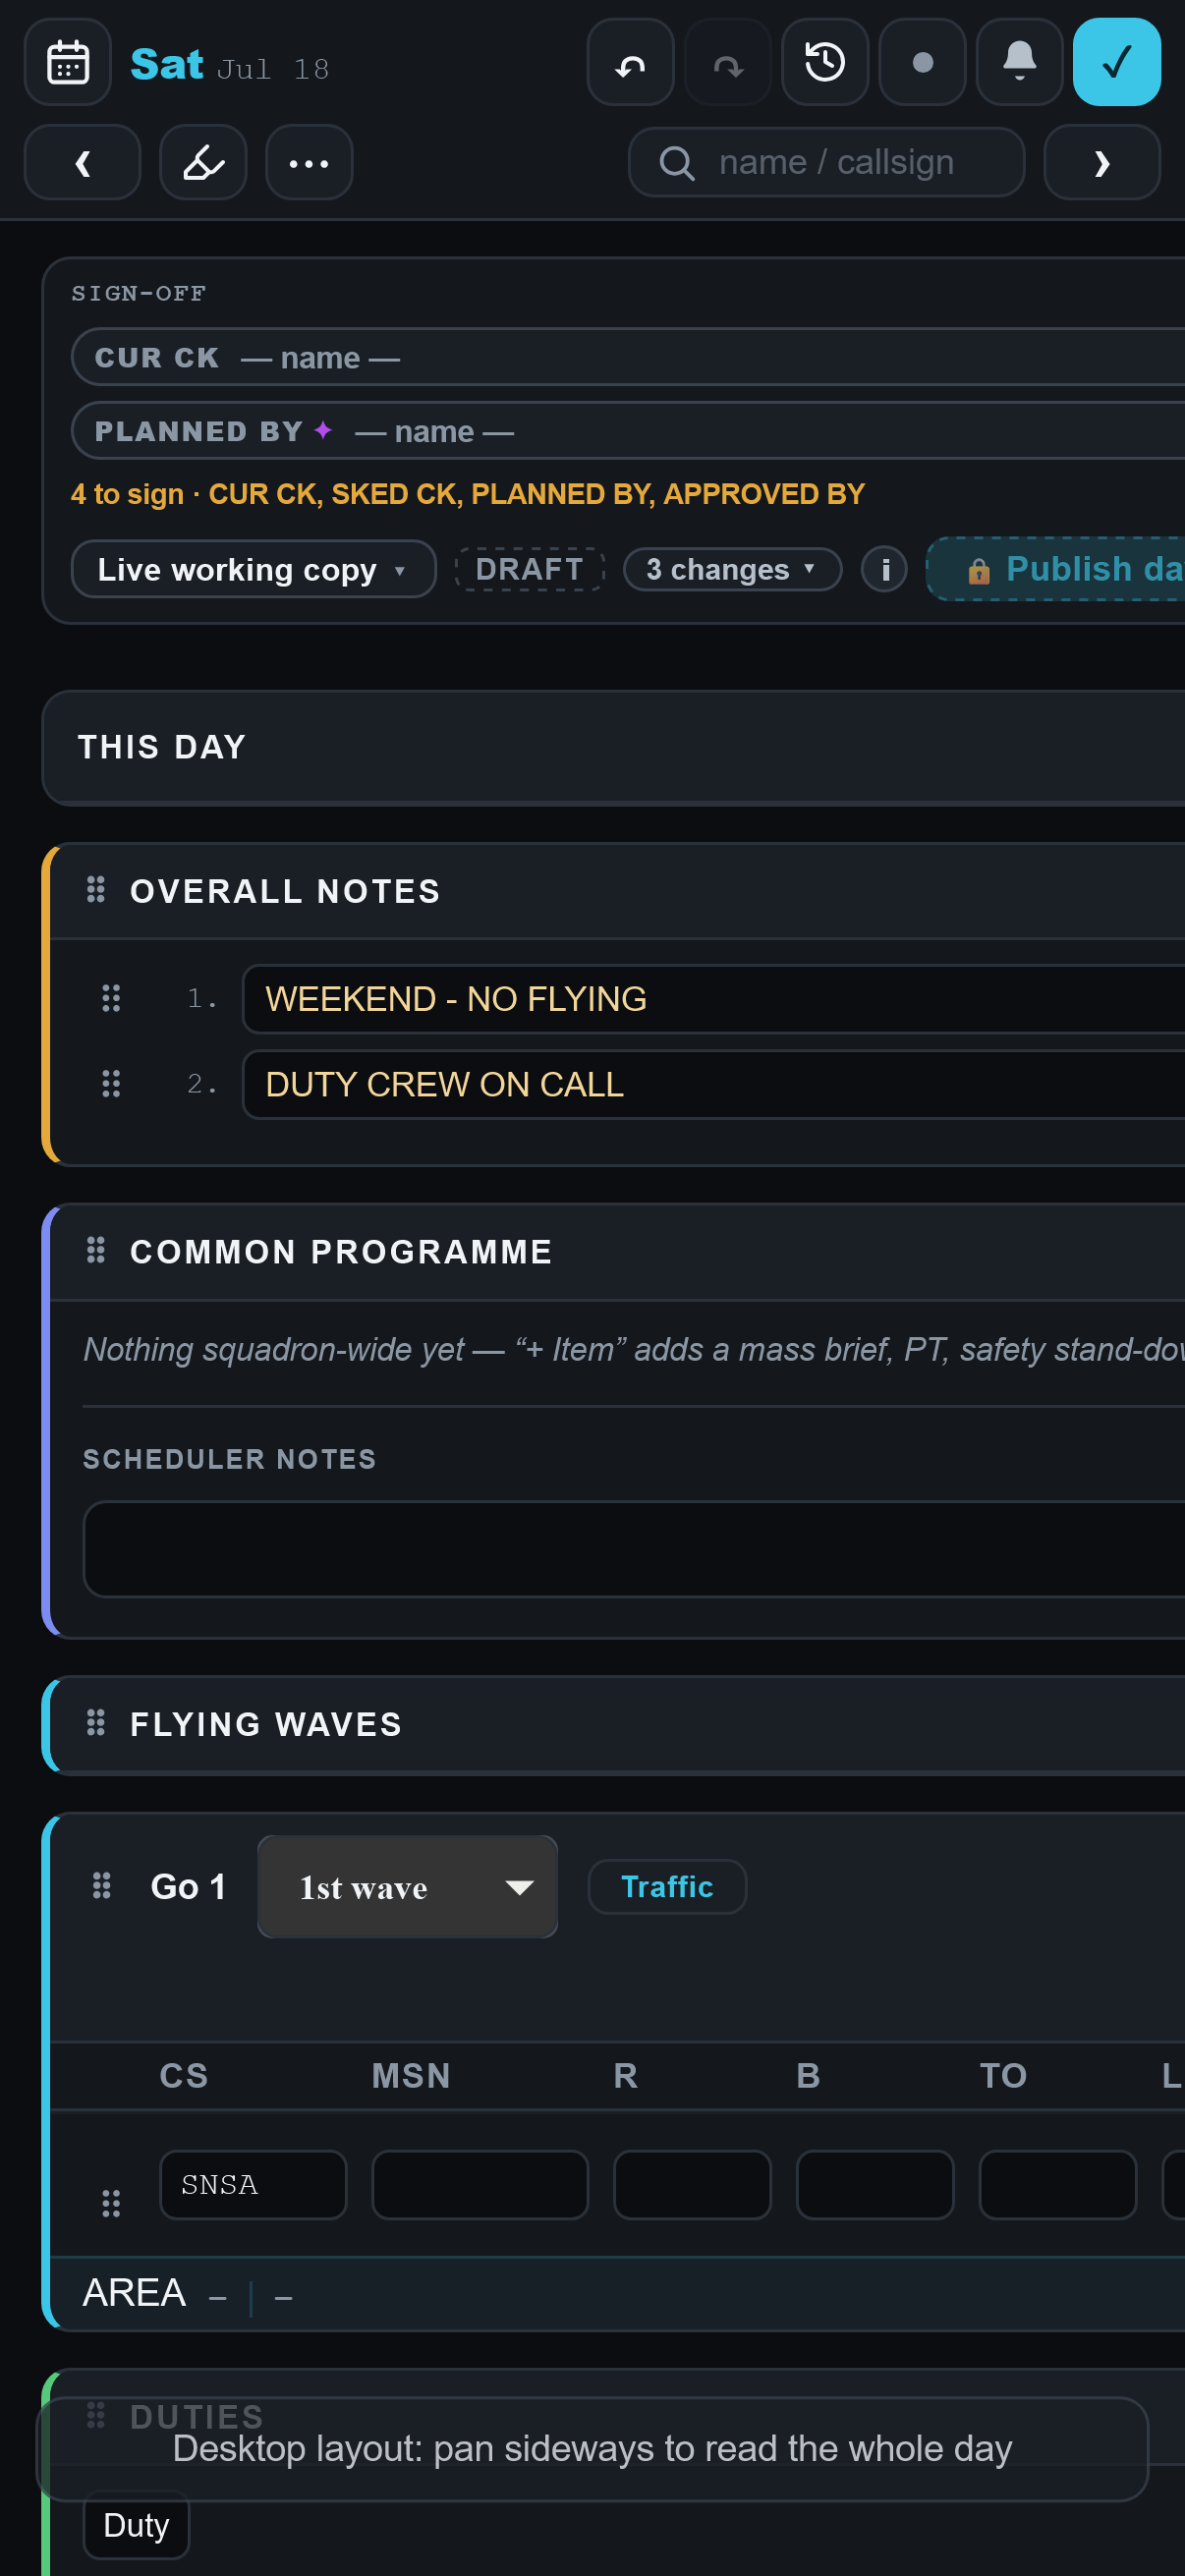 Sat Jul 18
name / callsign
SIGN-OFF
CUR CK — name —
PLANNED BY ✦ — name —
4 to sign · CUR CK, SKED CK, PLANNED BY, APPROVED BY
Live working copy ▾ DRAFT 3 changes ▾ i Publish da
THIS DAY
OVERALL NOTES
1. WEEKEND - NO FLYING
2. DUTY CREW ON CALL
COMMON PROGRAMME
Nothing squadron-wide yet — “+ Item” adds a mass brief, PT, safety stand-dov
SCHEDULER NOTES
FLYING WAVES
Go 1 1st wave Traffic
CS MSN R B TO L
SNSA
AREA – | –
DUTIES
Desktop layout: pan sideways to read the whole day
Duty